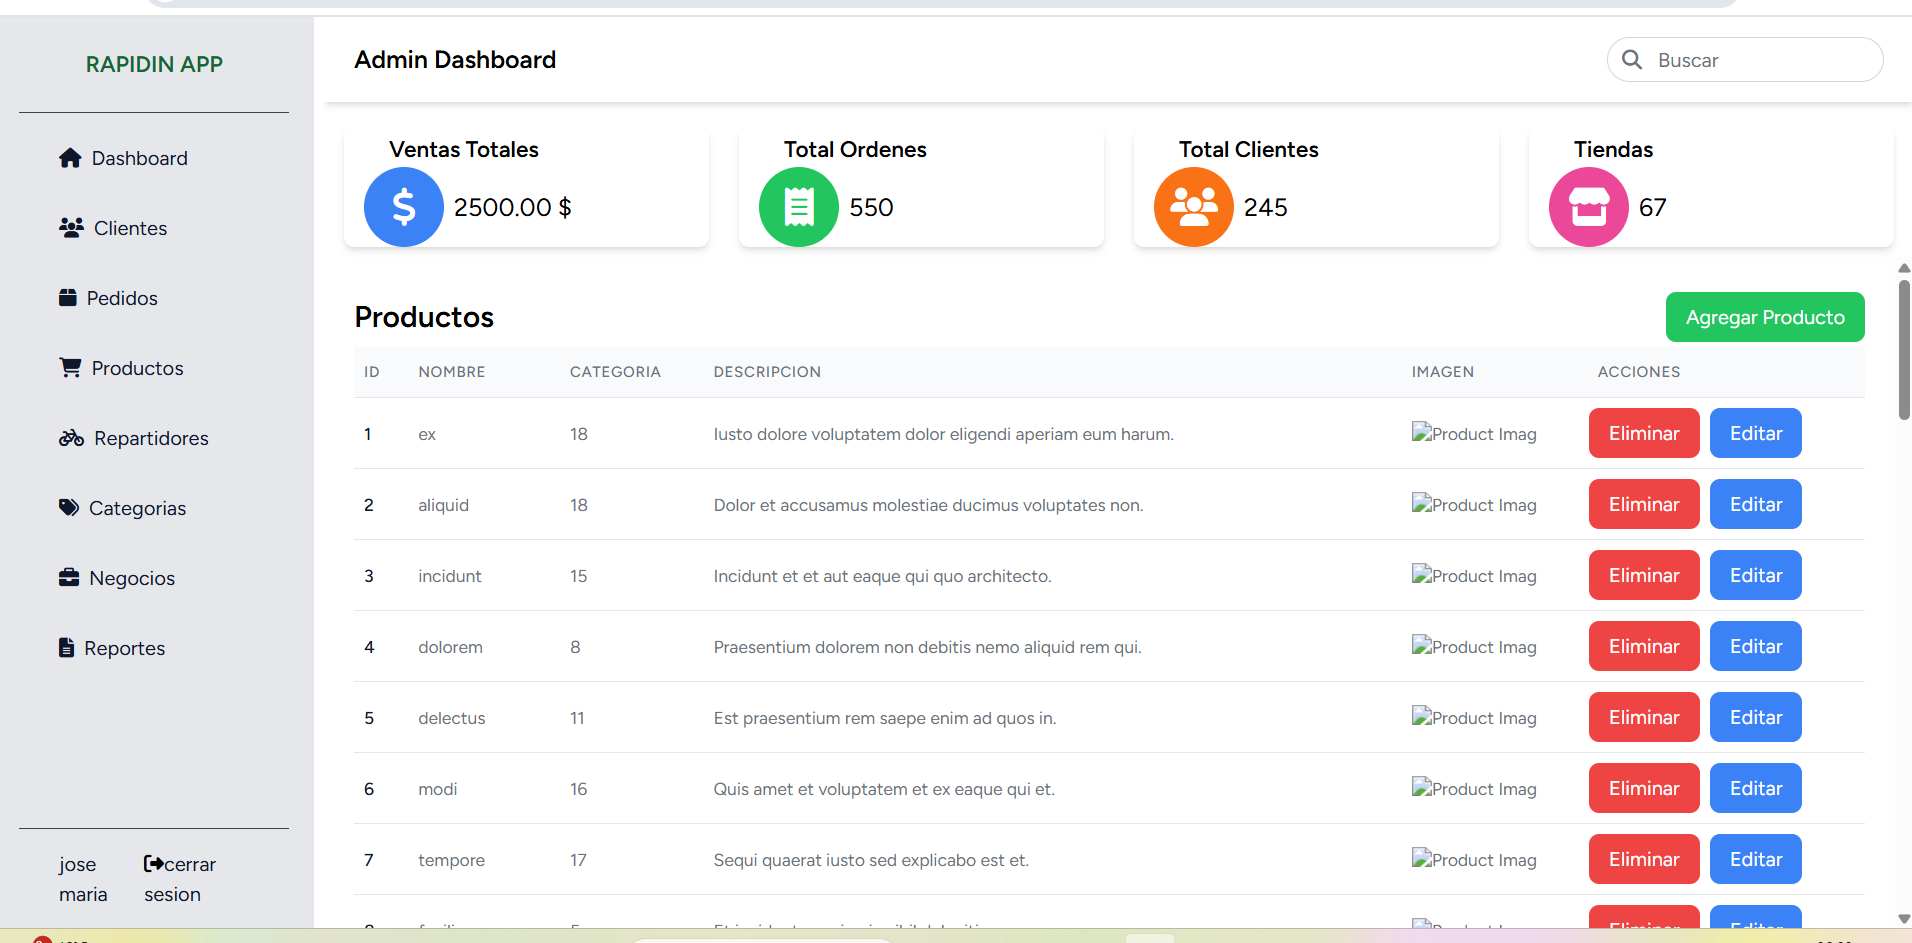 RAPIDIN APP
Dashboard
Clientes
Pedidos
Productos
Repartidores
Categorias
Negocios
Reportes
jose maria
cerrar sesion
Admin Dashboard
Buscar
Ventas Totales
2500.00 $
Total Ordenes
550
Total Clientes
245
Tiendas
67
Productos
Agregar Producto
ID NOMBRE CATEGORIA DESCRIPCION IMAGEN ACCIONES
1 ex 18 Iusto dolore voluptatem dolor eligendi aperiam eum harum. Product Imag Eliminar Editar
2 aliquid 18 Dolor et accusamus molestiae ducimus voluptates non. Product Imag Eliminar Editar
3 incidunt 15 Incidunt et et aut eaque qui quo architecto. Product Imag Eliminar Editar
4 dolorem 8 Praesentium dolorem non debitis nemo aliquid rem qui. Product Imag Eliminar Editar
5 delectus 11 Est praesentium rem saepe enim ad quos in. Product Imag Eliminar Editar
6 modi 16 Quis amet et voluptatem et ex eaque qui et. Product Imag Eliminar Editar
7 tempore 17 Sequi quaerat iusto sed explicabo est et. Product Imag Eliminar Editar
Product Imag Eliminar Editar